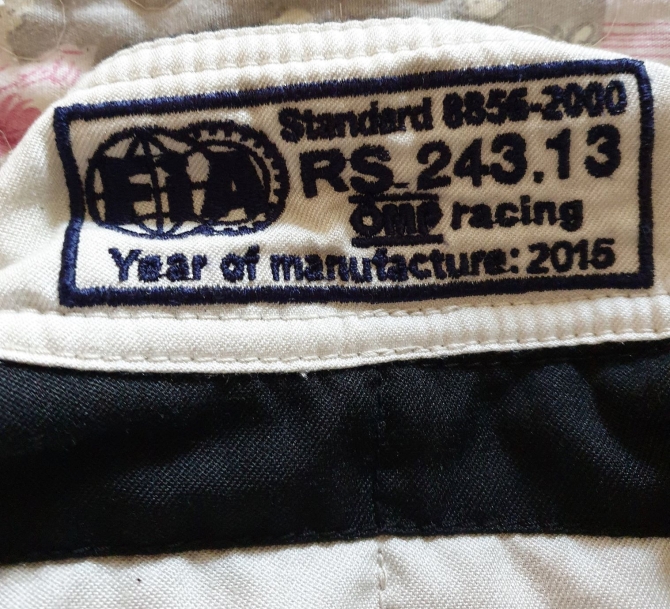 FIA
Standard 8856-2000
RS.243.13
OMP racing
Year of manufacture: 2015